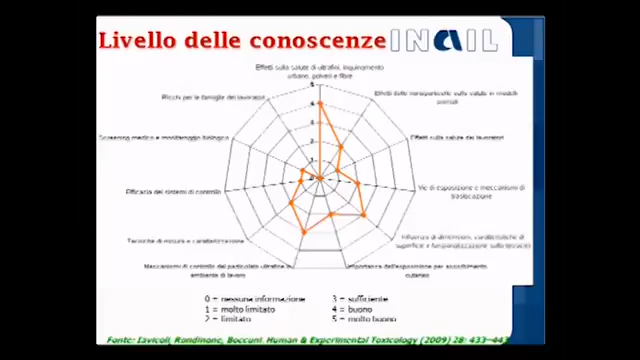 Livello delle conoscenze
INAIL
Effetti sulla salute di ultrafini, inquinamento
urbano, polveri e fibre
Effetti delle nanoparticelle sulla salute in modelli
animali
Rischi per le famiglie dei lavoratori
Effetti sulla salute dei lavoratori
Screening medico e monitoraggio biologico
Vie di esposizione e meccanismi di
traslocazione
Efficacia dei sistemi di controllo
Influenza di dimensioni, caratteristiche di
superficie e funzionalizzazione sulla tossicità
Tecniche di misura e caratterizzazione
Meccanismi di controllo del particolato ultrafine in
ambiente di lavoro
Importanza dell'esposizione per assorbimento
cutaneo
0 = nessuna informazione
1 = molto limitato
2 = limitato
3 = sufficiente
4 = buono
5 = molto buono
Fonte: Iavicoli, Rondinone, Boccuni. Human & Experimental Toxicology (2009) 28: 433-443